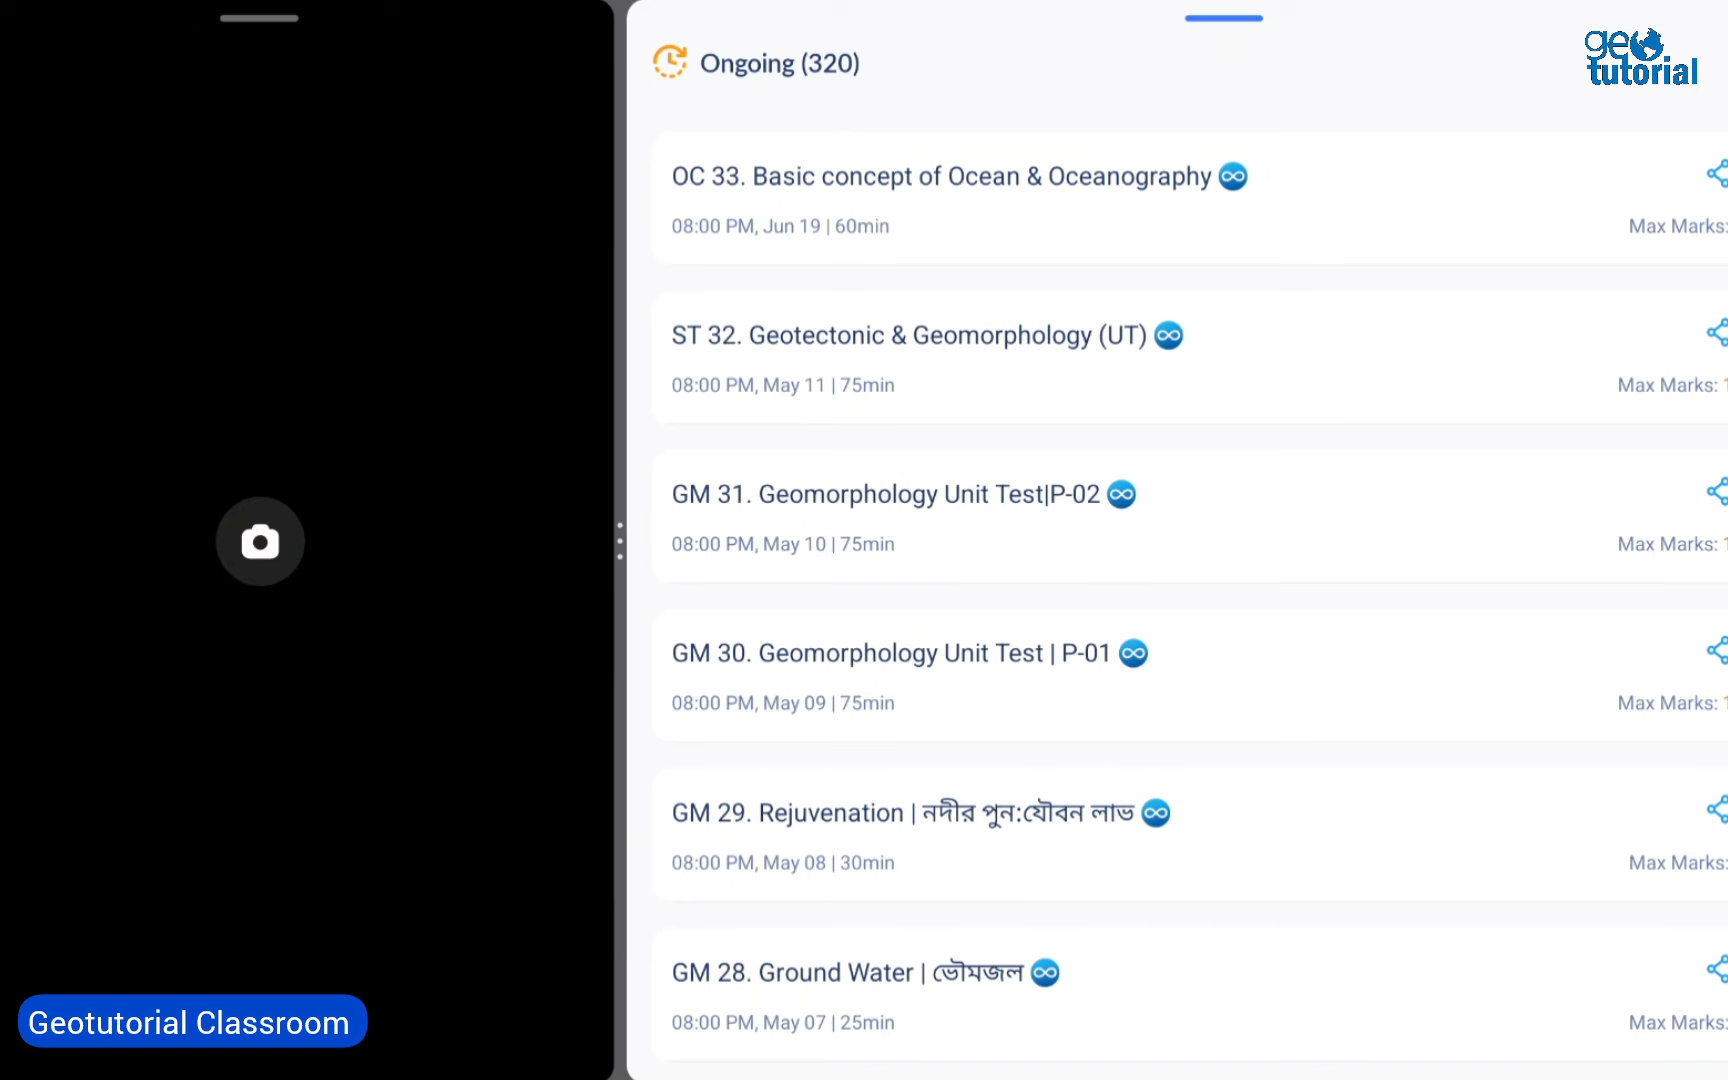 Ongoing (320)
geo
tutorial
OC 33. Basic concept of Ocean & Oceanography
08:00 PM, Jun 19 | 60min
Max Marks:
ST 32. Geotectonic & Geomorphology (UT)
08:00 PM, May 11 | 75min
Max Marks: 1
GM 31. Geomorphology Unit Test|P-02
08:00 PM, May 10 | 75min
Max Marks: 1
GM 30. Geomorphology Unit Test | P-01
08:00 PM, May 09 | 75min
Max Marks: 1
GM 29. Rejuvenation | নদীর পুন:যৌবন লাভ
08:00 PM, May 08 | 30min
Max Marks:
GM 28. Ground Water | ভৌমজল
08:00 PM, May 07 | 25min
Max Marks:
Geotutorial Classroom